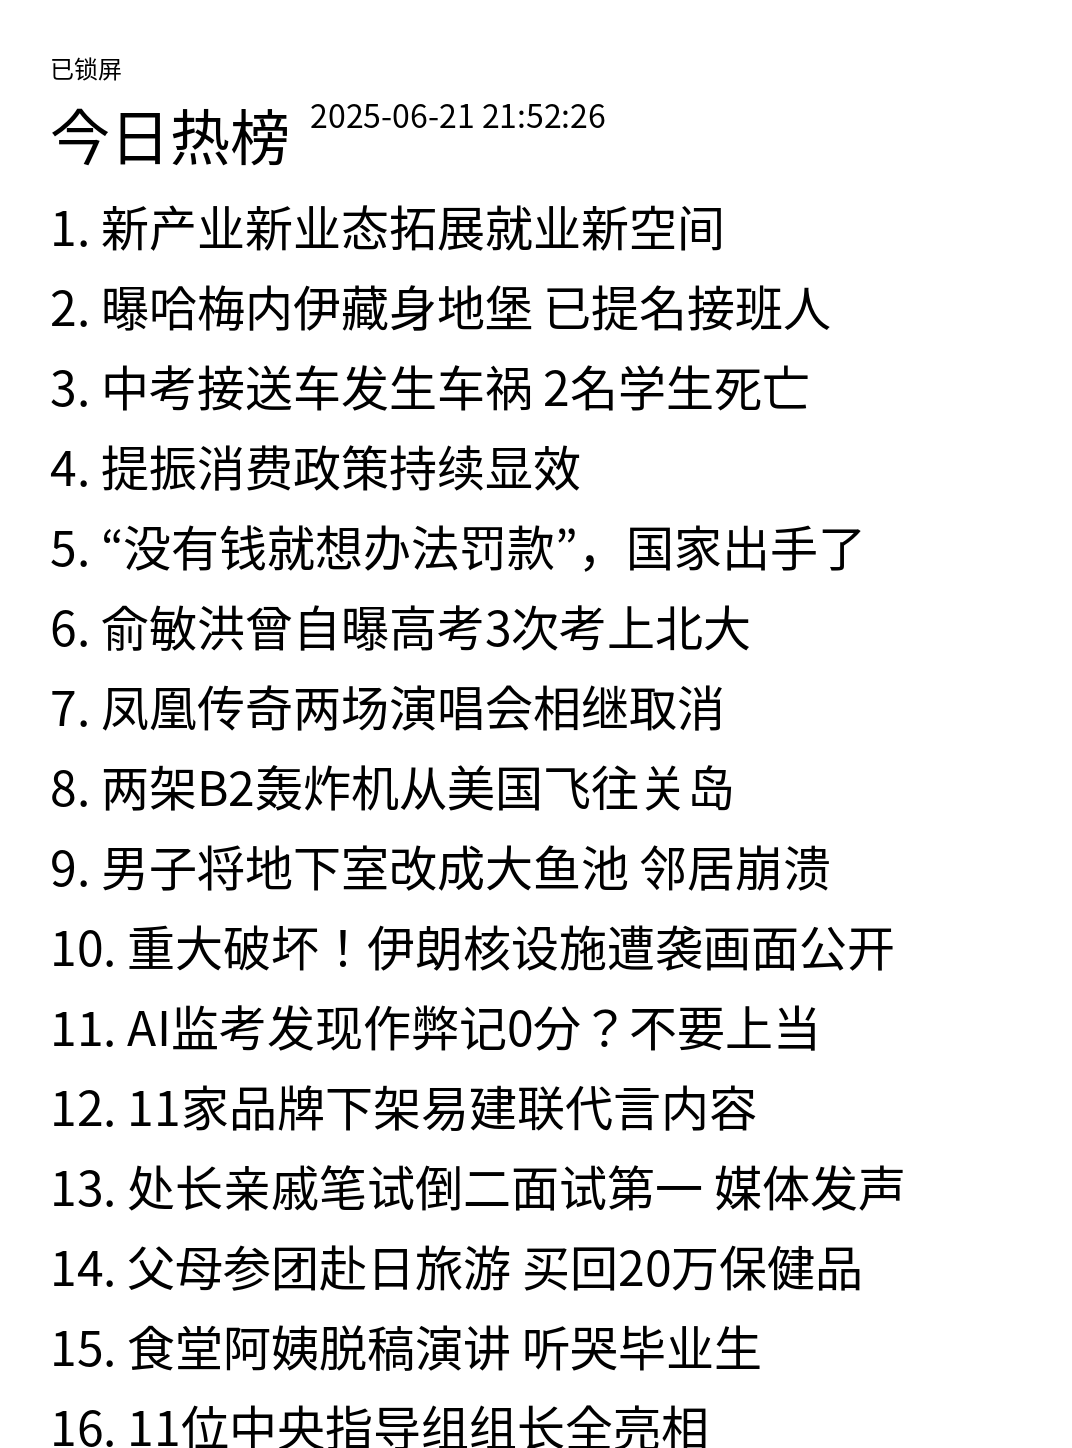 已锁屏
今日热榜 2025-06-21 21:52:26
1. 新产业新业态拓展就业新空间
2. 曝哈梅内伊藏身地堡 已提名接班人
3. 中考接送车发生车祸 2名学生死亡
4. 提振消费政策持续显效
5. “没有钱就想办法罚款”，国家出手了
6. 俞敏洪曾自曝高考3次考上北大
7. 凤凰传奇两场演唱会相继取消
8. 两架B2轰炸机从美国飞往关岛
9. 男子将地下室改成大鱼池 邻居崩溃
10. 重大破坏！伊朗核设施遭袭画面公开
11. AI监考发现作弊记0分？不要上当
12. 11家品牌下架易建联代言内容
13. 处长亲戚笔试倒二面试第一 媒体发声
14. 父母参团赴日旅游 买回20万保健品
15. 食堂阿姨脱稿演讲 听哭毕业生
16. 11位中央指导组组长全亮相